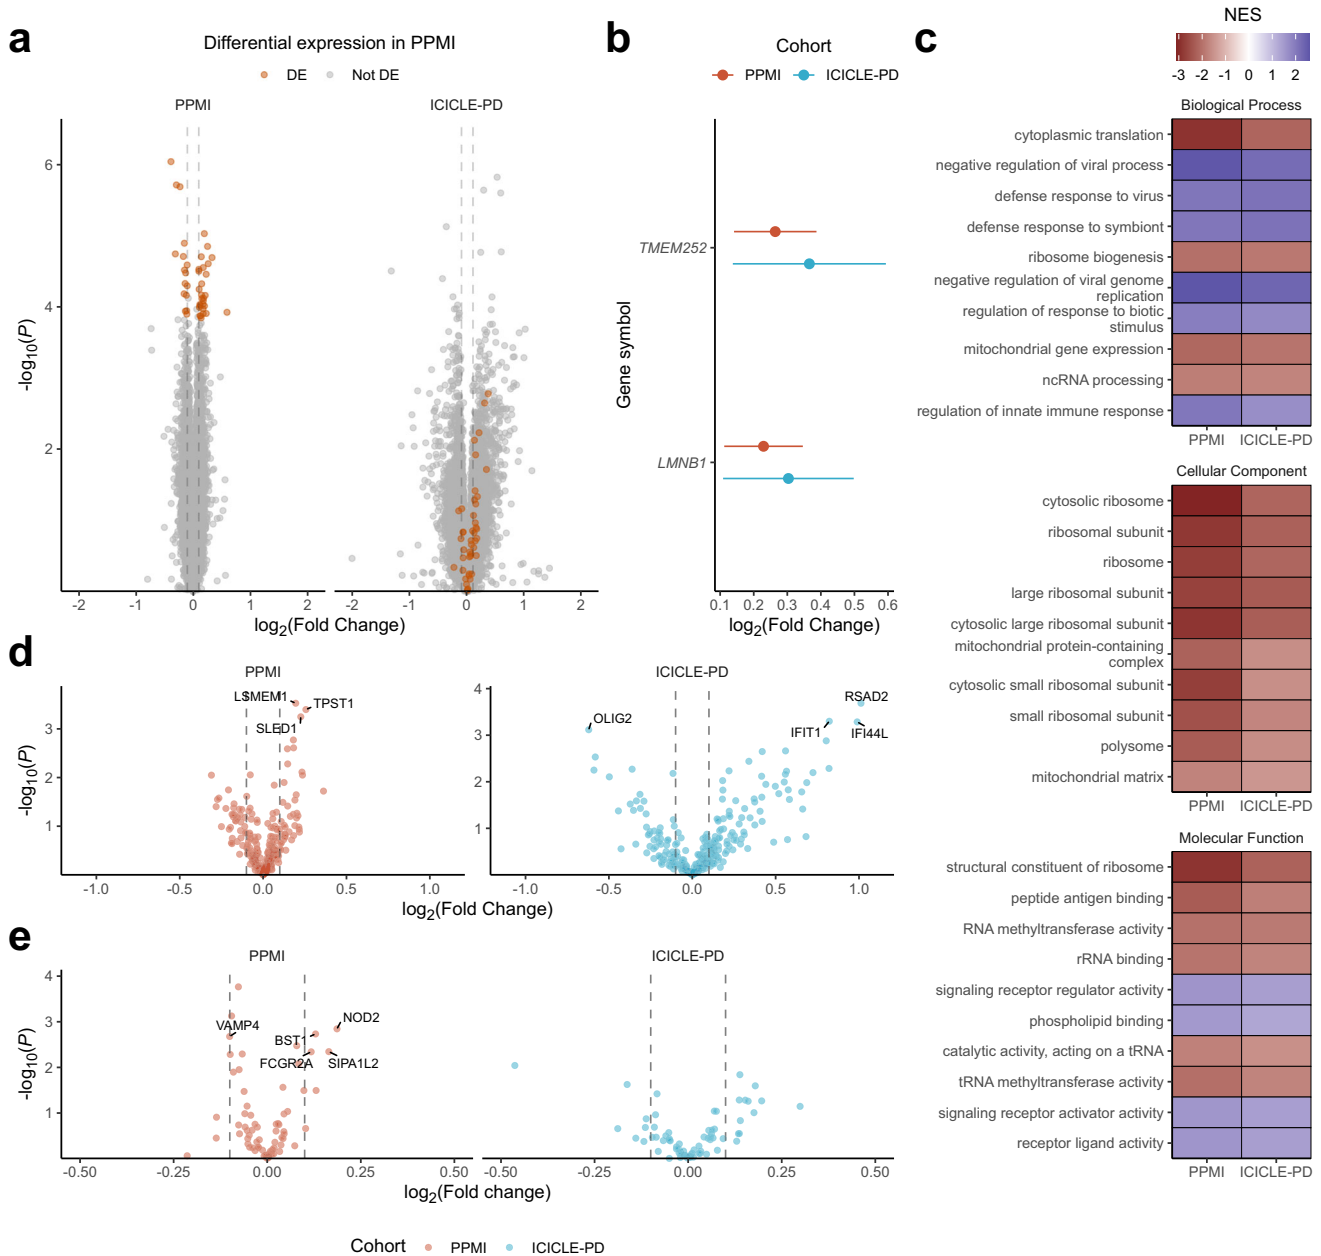 a
Differential expression in PPMI
DE
Not DE
PPMI
ICICLE-PD
6
4
2
-log10(P)
-2
-1
0
1
2
-2
-1
0
1
2
log2(Fold Change)
b
Cohort
PPMI
ICICLE-PD
Gene symbol
TMEM252
LMNB1
0.1
0.2
0.3
0.4
0.5
0.6
log2(Fold Change)
c
NES
-3
-2
-1
0
1
2
Biological Process
cytoplasmic translation
negative regulation of viral process
defense response to virus
defense response to symbiont
ribosome biogenesis
negative regulation of viral genome
replication
regulation of response to biotic
stimulus
mitochondrial gene expression
ncRNA processing
regulation of innate immune response
PPMI
ICICLE-PD
Cellular Component
cytosolic ribosome
ribosomal subunit
ribosome
large ribosomal subunit
cytosolic large ribosomal subunit
mitochondrial protein-containing
complex
cytosolic small ribosomal subunit
small ribosomal subunit
polysome
mitochondrial matrix
PPMI
ICICLE-PD
Molecular Function
structural constituent of ribosome
peptide antigen binding
RNA methyltransferase activity
rRNA binding
signaling receptor regulator activity
phospholipid binding
catalytic activity, acting on a tRNA
tRNA methyltransferase activity
signaling receptor activator activity
receptor ligand activity
PPMI
ICICLE-PD
d
PPMI
LSMEM1
TPST1
SLED1
3
2
1
-log10(P)
-1.0
-0.5
0.0
0.5
1.0
ICICLE-PD
4
3
2
1
OLIG2
RSAD2
IFIT1
IFI44L
-1.0
-0.5
0.0
0.5
1.0
log2(Fold Change)
e
PPMI
4
3
2
1
-log10(P)
VAMP4
NOD2
BST1
FCGR2A
SIPA1L2
-0.50
-0.25
0.00
0.25
0.50
ICICLE-PD
-0.50
-0.25
0.00
0.25
0.50
log2(Fold change)
Cohort
PPMI
ICICLE-PD